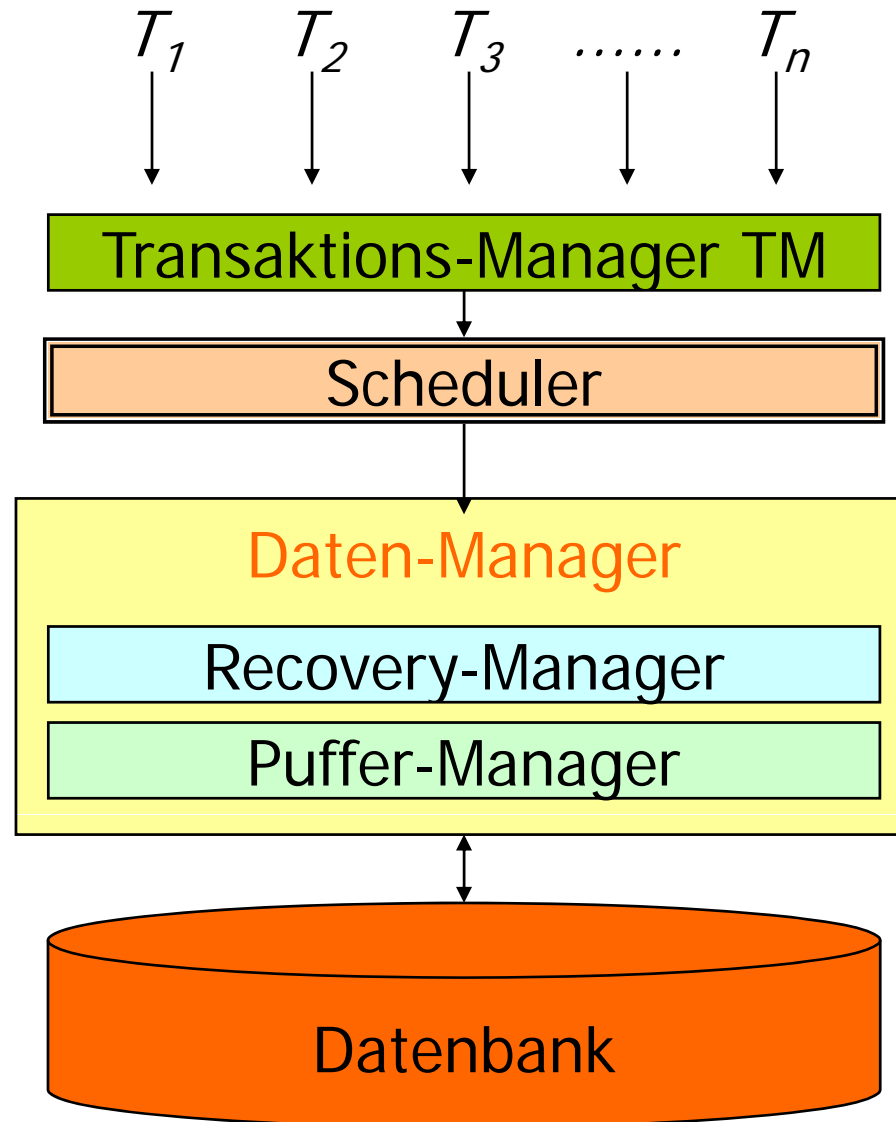 T1 T2 T3 ...... Tn
Transaktions-Manager TM
Scheduler
Daten-Manager
Recovery-Manager
Puffer-Manager
Datenbank